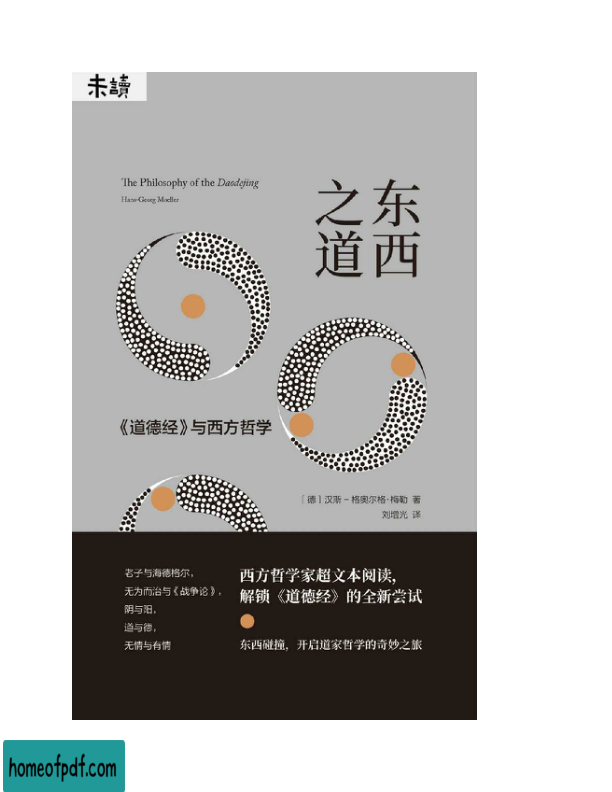 未讀
The Philosophy of the Daodejing
Hans-Georg Moeller
东西
之道
《道德经》与西方哲学
［德］汉斯－格奥尔格·梅勒 著
刘增光 译
老子与海德格尔，
无为而治与《战争论》，
阴与阳，
道与德，
无情与有情
西方哲学家超文本阅读，
解锁《道德经》的全新尝试
东西碰撞，开启道家哲学的奇妙之旅
homeofpdf.com